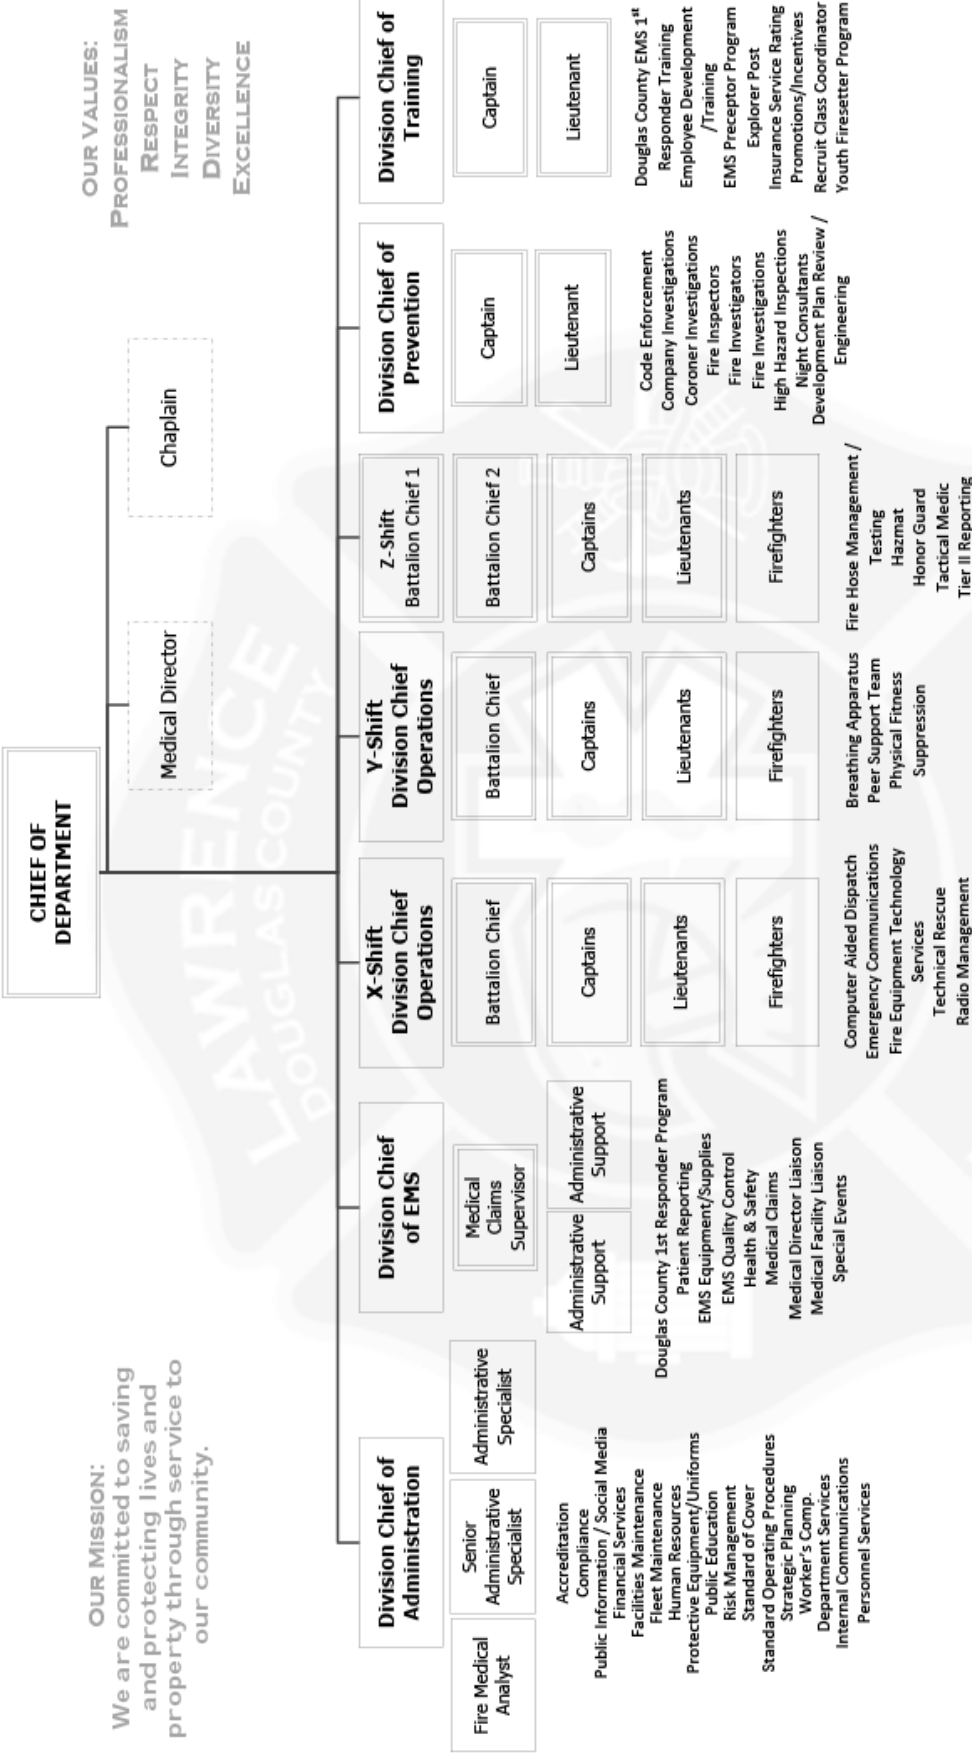 CHIEF OF
DEPARTMENT
OUR MISSION:
We are committed to saving
and protecting lives and
property through service to
our community.
OUR VALUES:
PROFESSIONALISM
RESPECT
INTEGRITY
DIVERSITY
EXCELLENCE
Medical Director
Chaplain
LAWRENCE
DOUGLAS COUNTY
Division Chief of
Administration
Fire Medical
Analyst
Senior
Administrative
Specialist
Administrative
Specialist
Accreditation
Compliance
Public Information / Social Media
Financial Services
Facilities Maintenance
Fleet Maintenance
Human Resources
Protective Equipment/Uniforms
Public Education
Risk Management
Standard of Cover
Standard Operating Procedures
Strategic Planning
Worker's Comp.
Department Services
Internal Communications
Personnel Services
Division Chief
of EMS
Medical
Claims
Supervisor
Administrative
Support
Administrative
Support
Douglas County 1st Responder Program
Patient Reporting
EMS Equipment/Supplies
EMS Quality Control
Health & Safety
Medical Claims
Medical Director Liaison
Medical Facility Liaison
Special Events
X-Shift
Division Chief
Operations
Battalion Chief
Captains
Lieutenants
Firefighters
Computer Aided Dispatch
Emergency Communications
Fire Equipment Technology
Services
Technical Rescue
Radio Management
Y-Shift
Division Chief
Operations
Battalion Chief
Captains
Lieutenants
Firefighters
Breathing Apparatus
Peer Support Team
Physical Fitness
Suppression
Z-Shift
Battalion Chief 1
Battalion Chief 2
Captains
Lieutenants
Firefighters
Fire Hose Management /
Testing
Hazmat
Honor Guard
Tactical Medic
Tier II Reporting
Division Chief of
Prevention
Captain
Lieutenant
Code Enforcement
Company Investigations
Coroner Investigations
Fire Inspectors
Fire Investigators
Fire Investigations
High Hazard Inspections
Night Consultants
Development Plan Review /
Engineering
Division Chief of
Training
Captain
Lieutenant
Douglas County EMS 1st
Responder Training
Employee Development
/Training
EMS Preceptor Program
Explorer Post
Insurance Service Rating
Promotions/Incentives
Recruit Class Coordinator
Youth Firesetter Program